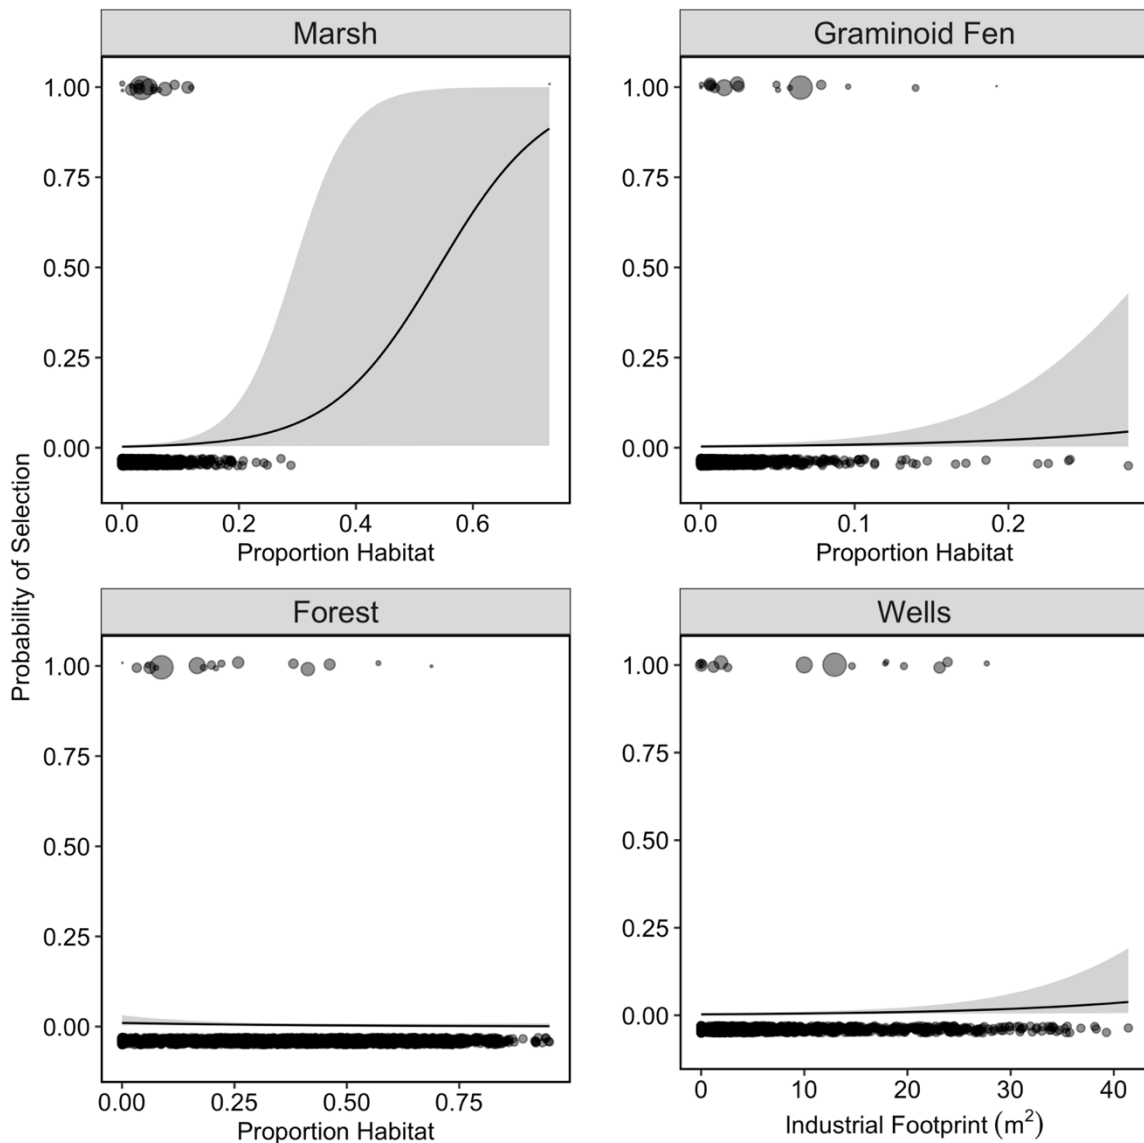 Marsh
Graminoid Fen
1.00
0.75
0.50
0.25
0.00
0.0 0.2 0.4 0.6
Proportion Habitat
1.00
0.75
0.50
0.25
0.00
0.0 0.1 0.2
Proportion Habitat
Probability of Selection
Forest
Wells
1.00
0.75
0.50
0.25
0.00
0.00 0.25 0.50 0.75
Proportion Habitat
1.00
0.75
0.50
0.25
0.00
0 10 20 30 40
Industrial Footprint (m²)